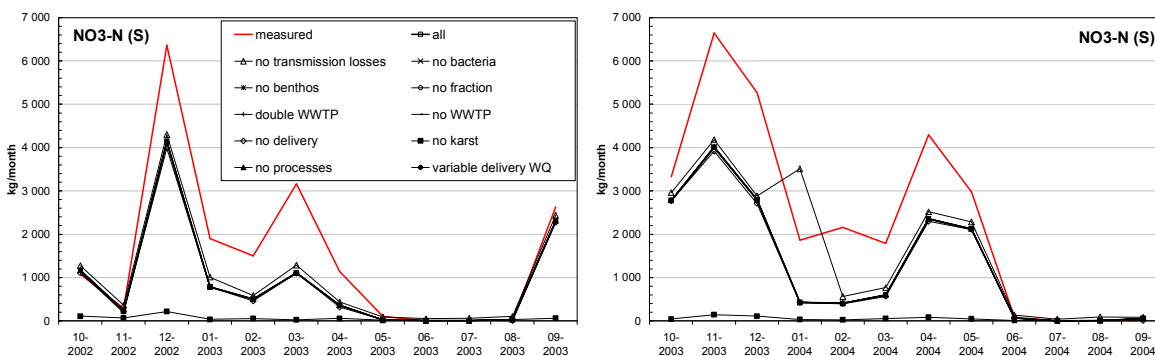 NO3-N (S)
kg/month
7 000
6 000
5 000
4 000
3 000
2 000
1 000
0
measured
all
no transmission losses
no bacteria
no benthos
no fraction
double WWTP
no WWTP
no delivery
no karst
no processes
variable delivery WQ
10-2002
11-2002
12-2002
01-2003
02-2003
03-2003
04-2003
05-2003
06-2003
07-2003
08-2003
09-2003
NO3-N (S)
kg/month
7 000
6 000
5 000
4 000
3 000
2 000
1 000
0
10-2003
11-2003
12-2003
01-2004
02-2004
03-2004
04-2004
05-2004
06-2004
07-2004
08-2004
09-2004